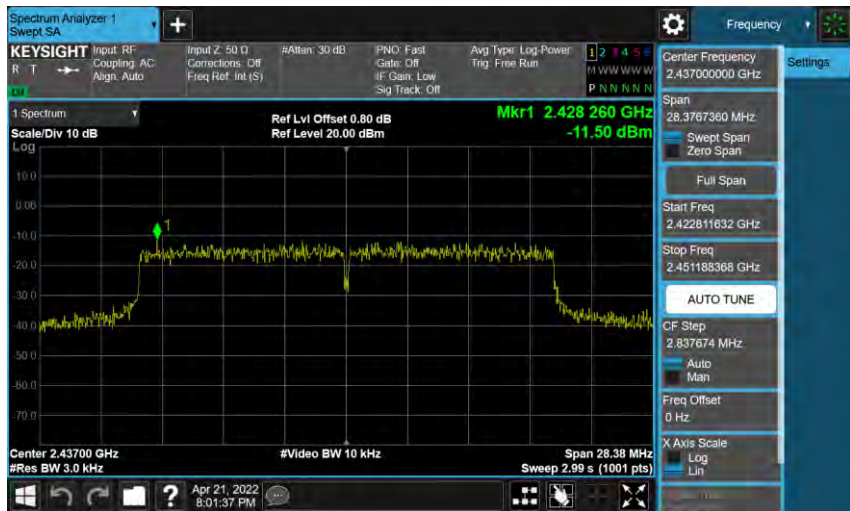 Spectrum Analyzer 1
Swept SA
+
Frequency
KEYSIGHT
R T
LM
Input: RF
Coupling: AC
Align: Auto
Input Z: 50 Ω
Corrections: Off
Freq Ref: Int (S)
#Atten: 30 dB
PNO: Fast
Gate: Off
IF Gain: Low
Sig Track: Off
Avg Type: Log-Power
Trig: Free Run
1 2 3 4 5 6
M W W W W W
P N N N N N
1 Spectrum
Scale/Div 10 dB
Log
Ref Lvl Offset 0.80 dB
Ref Level 20.00 dBm
Mkr1 2.428 260 GHz
-11.50 dBm
10.0
0.00
-10.0
-20.0
-30.0
-40.0
-50.0
-60.0
-70.0
1
Center 2.43700 GHz
#Res BW 3.0 kHz
#Video BW 10 kHz
Span 28.38 MHz
Sweep 2.99 s (1001 pts)
Apr 21, 2022
8:01:37 PM
?
Center Frequency
2.437000000 GHz
Settings
Span
28.3767360 MHz
Swept Span
Zero Span
Full Span
Start Freq
2.422811632 GHz
Stop Freq
2.451188368 GHz
AUTO TUNE
CF Step
2.837674 MHz
Auto
Man
Freq Offset
0 Hz
X Axis Scale
Log
Lin